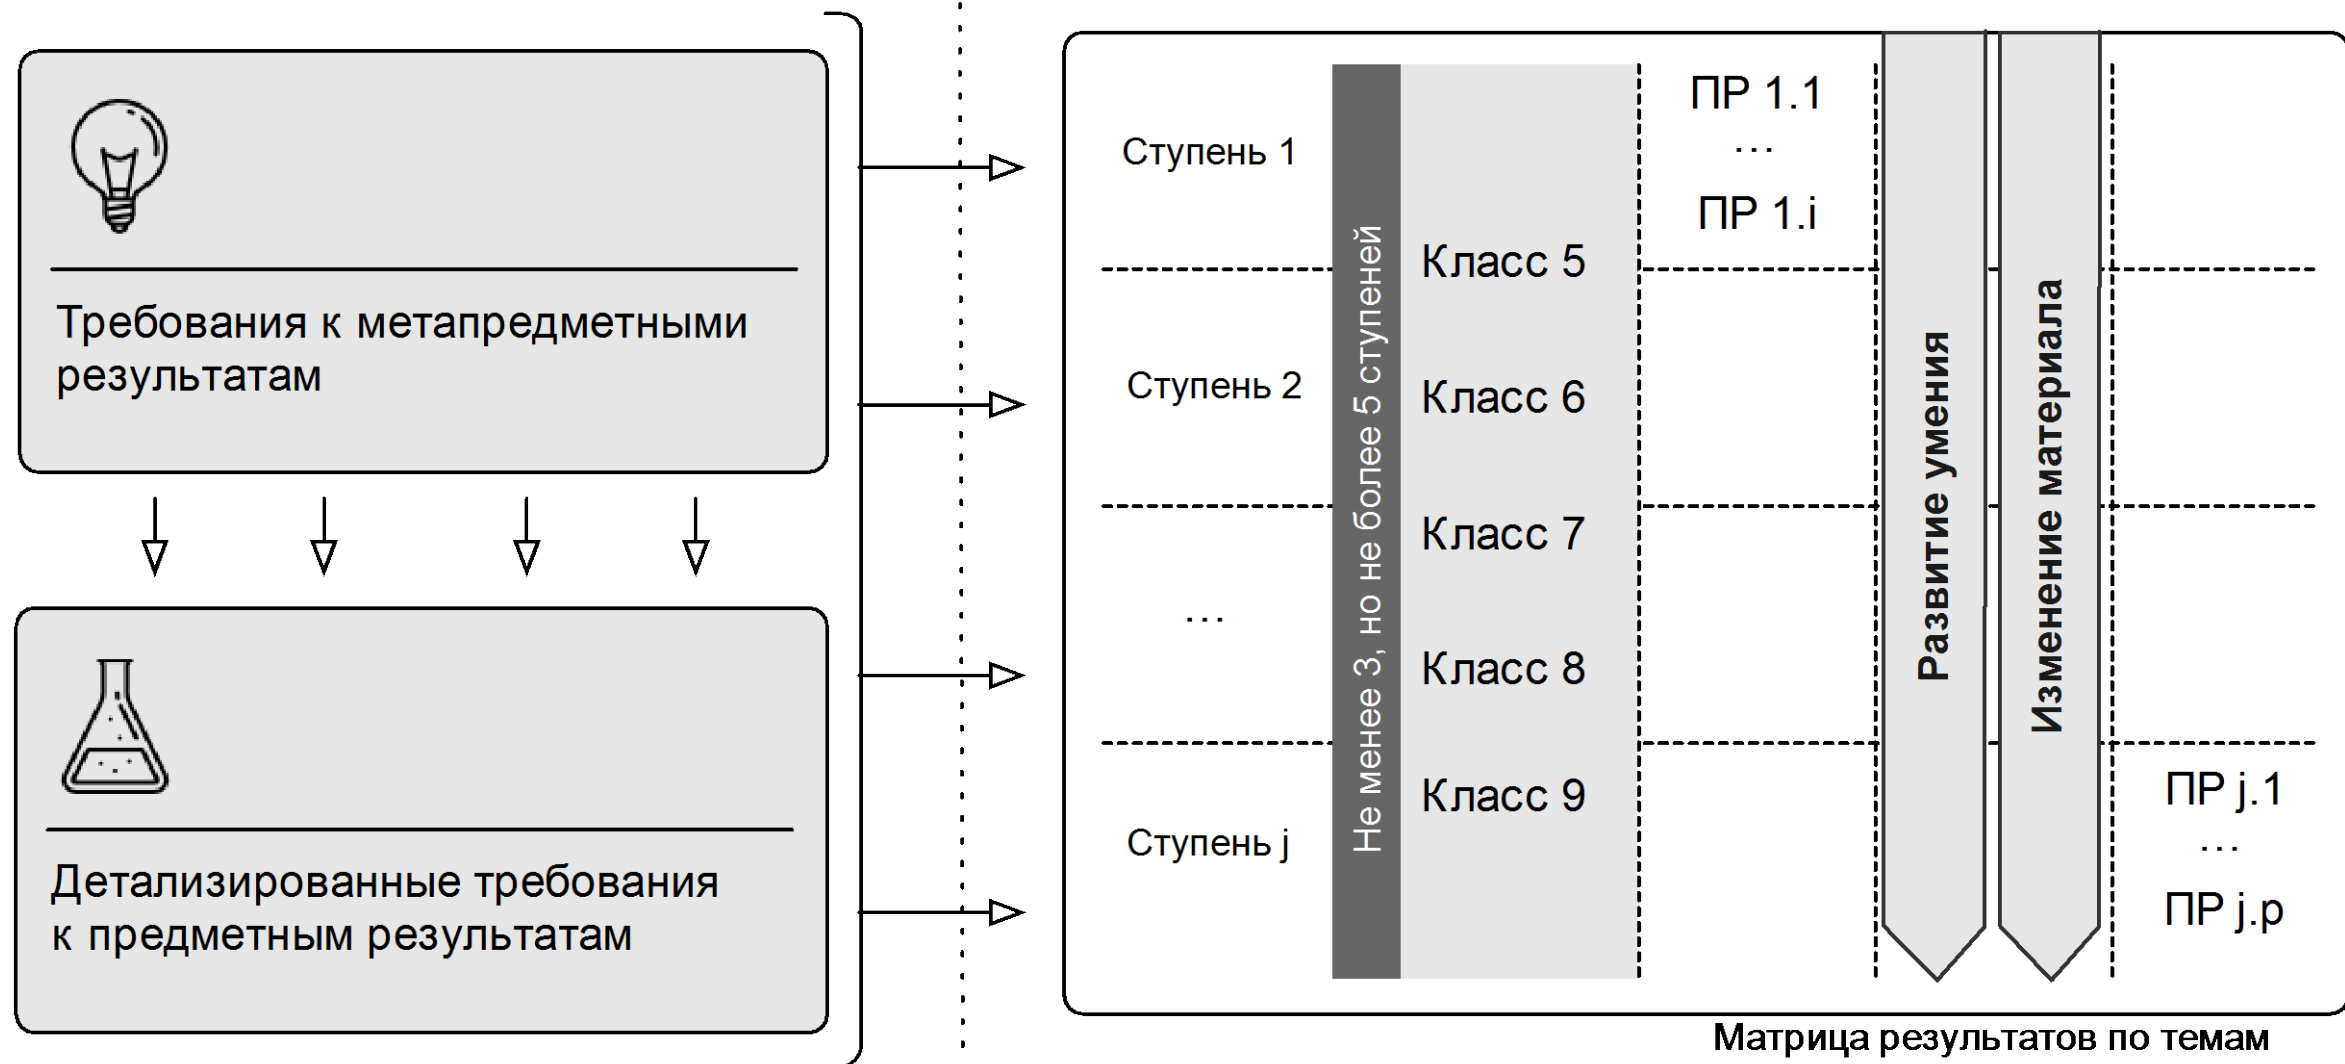 Требования к метапредметными
результатам
Детализированные требования
к предметным результатам
Ступень 1
Ступень 2
...
Ступень j
Не менее 3, но не более 5 ступеней
Класс 5
Класс 6
Класс 7
Класс 8
Класс 9
ПР 1.1
...
ПР 1.i
Развитие умения
Изменение материала
ПР j.1
...
ПР j.p
Матрица результатов по темам